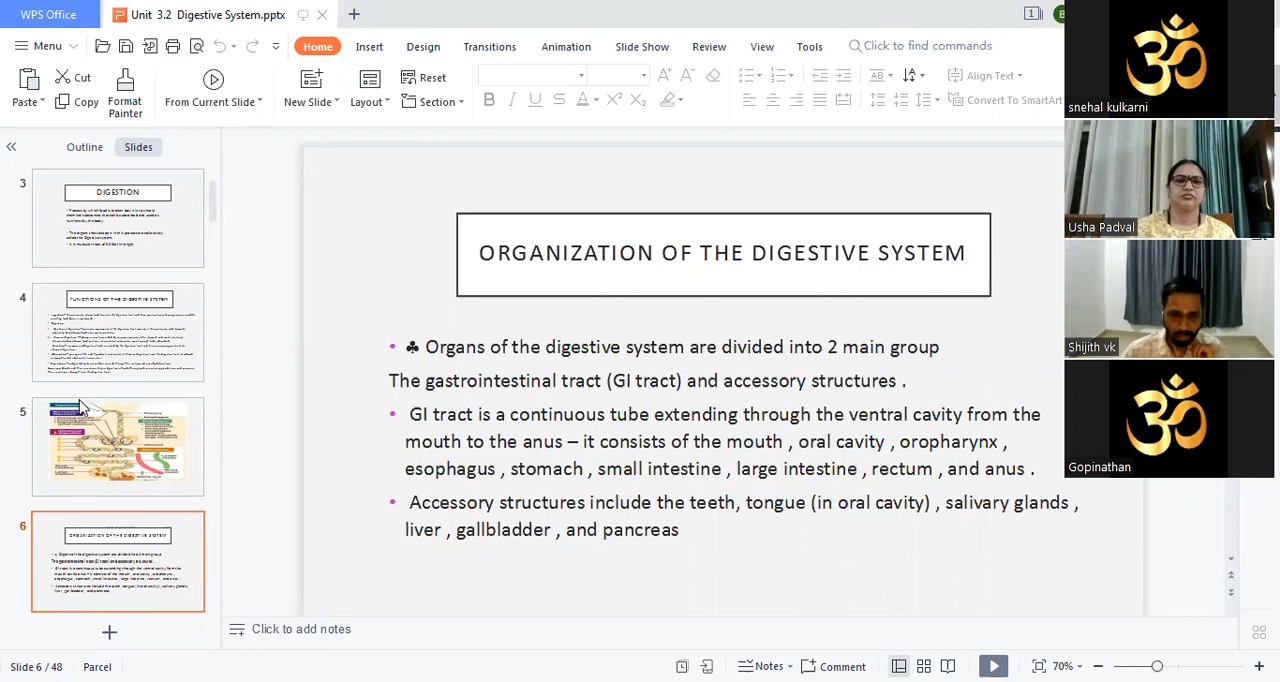 WPS Office
Unit 3.2 Digestive System.pptx
1
B
Menu
Home
Insert
Design
Transitions
Animation
Slide Show
Review
View
Tools
Click to find commands
Cut
Paste
Copy
Format
Painter
From Current Slide
New Slide
Layout
Reset
Section
Align Text
Convert To SmartArt
Outline
Slides
3
DIGESTION
4
FUNCTIONS OF THE DIGESTIVE SYSTEM
5
6
ORGANIZATION OF THE DIGESTIVE SYSTEM
ORGANIZATION OF THE DIGESTIVE SYSTEM
• ♣ Organs of the digestive system are divided into 2 main group
The gastrointestinal tract (GI tract) and accessory structures .
• GI tract is a continuous tube extending through the ventral cavity from the
mouth to the anus – it consists of the mouth , oral cavity , oropharynx ,
esophagus , stomach , small intestine , large intestine , rectum , and anus .
• Accessory structures include the teeth, tongue (in oral cavity) , salivary glands ,
liver , gallbladder , and pancreas
Click to add notes
Slide 6 / 48
Parcel
Notes
Comment
70%
ॐ
snehal kulkarni
Usha Padval
Shijith vk
ॐ
Gopinathan